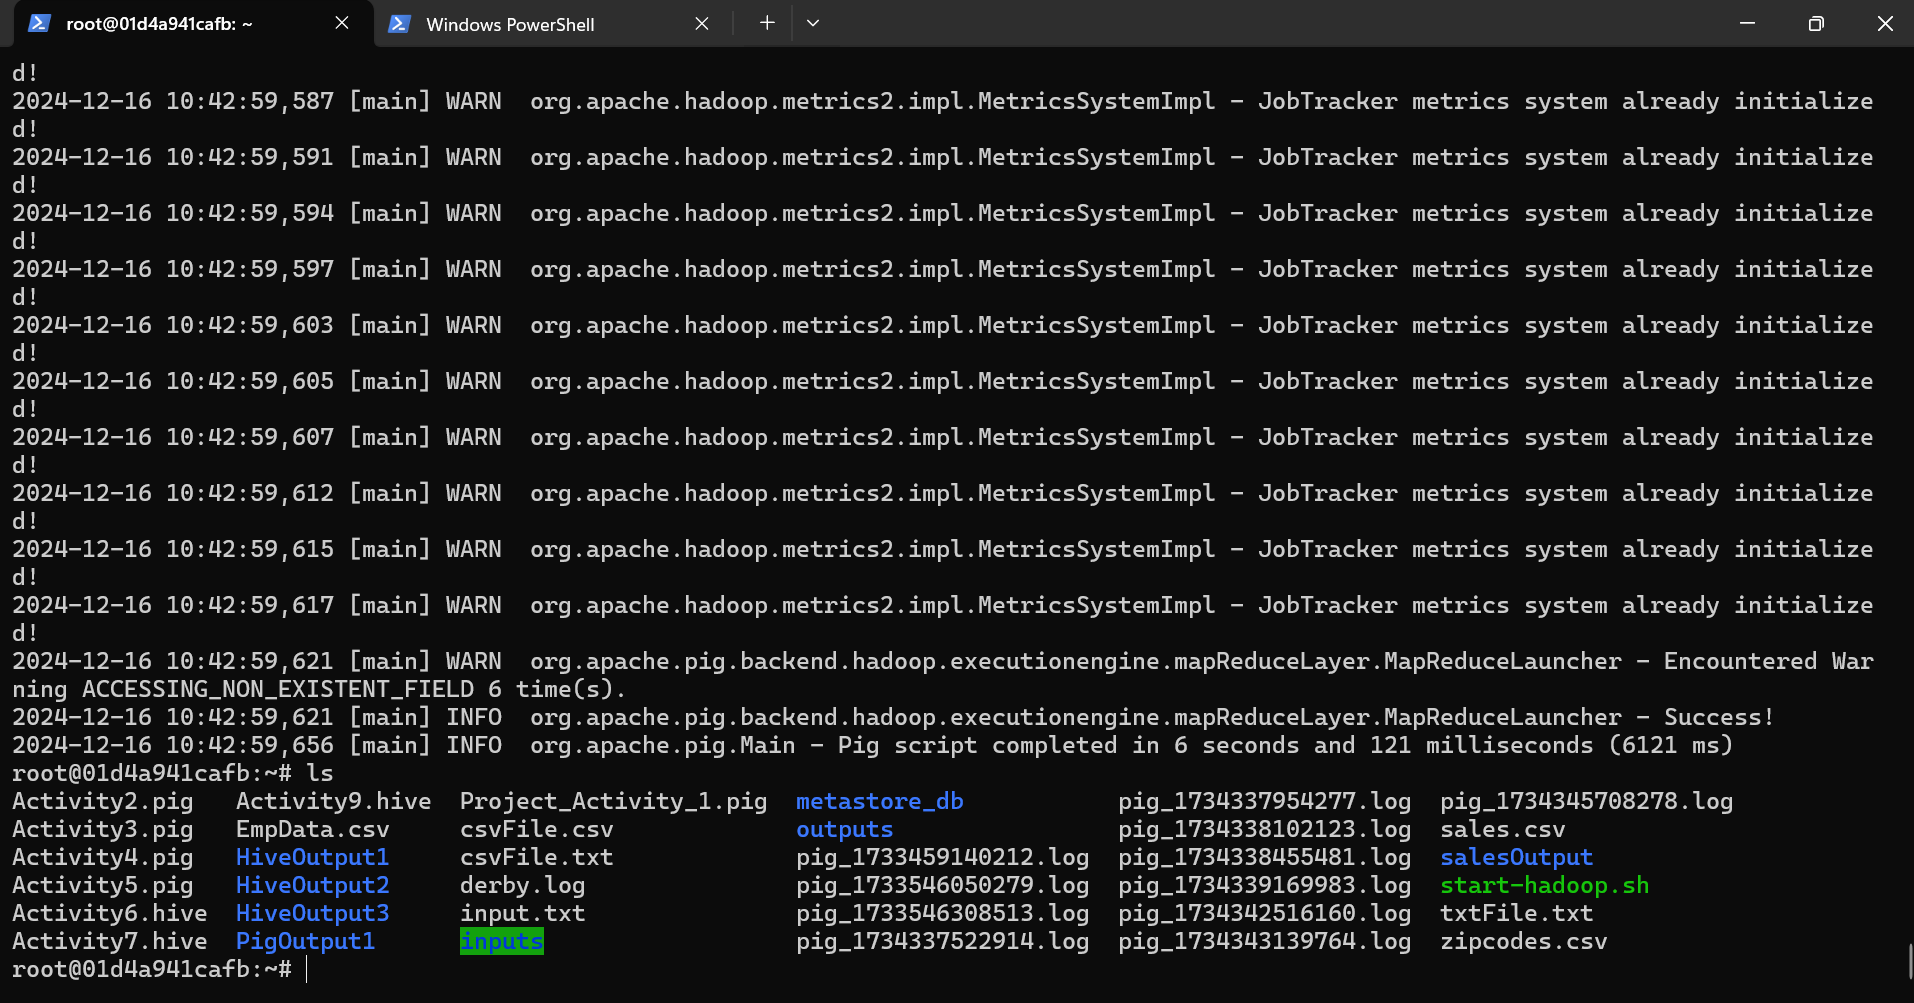 root@01d4a941cafb: ~
Windows PowerShell
d!
2024-12-16 10:42:59,587 [main] WARN  org.apache.hadoop.metrics2.impl.MetricsSystemImpl - JobTracker metrics system already initialize
d!
2024-12-16 10:42:59,591 [main] WARN  org.apache.hadoop.metrics2.impl.MetricsSystemImpl - JobTracker metrics system already initialize
d!
2024-12-16 10:42:59,594 [main] WARN  org.apache.hadoop.metrics2.impl.MetricsSystemImpl - JobTracker metrics system already initialize
d!
2024-12-16 10:42:59,597 [main] WARN  org.apache.hadoop.metrics2.impl.MetricsSystemImpl - JobTracker metrics system already initialize
d!
2024-12-16 10:42:59,603 [main] WARN  org.apache.hadoop.metrics2.impl.MetricsSystemImpl - JobTracker metrics system already initialize
d!
2024-12-16 10:42:59,605 [main] WARN  org.apache.hadoop.metrics2.impl.MetricsSystemImpl - JobTracker metrics system already initialize
d!
2024-12-16 10:42:59,607 [main] WARN  org.apache.hadoop.metrics2.impl.MetricsSystemImpl - JobTracker metrics system already initialize
d!
2024-12-16 10:42:59,612 [main] WARN  org.apache.hadoop.metrics2.impl.MetricsSystemImpl - JobTracker metrics system already initialize
d!
2024-12-16 10:42:59,615 [main] WARN  org.apache.hadoop.metrics2.impl.MetricsSystemImpl - JobTracker metrics system already initialize
d!
2024-12-16 10:42:59,617 [main] WARN  org.apache.hadoop.metrics2.impl.MetricsSystemImpl - JobTracker metrics system already initialize
d!
2024-12-16 10:42:59,621 [main] WARN  org.apache.pig.backend.hadoop.executionengine.mapReduceLayer.MapReduceLauncher - Encountered War
ning ACCESSING_NON_EXISTENT_FIELD 6 time(s).
2024-12-16 10:42:59,621 [main] INFO  org.apache.pig.backend.hadoop.executionengine.mapReduceLayer.MapReduceLauncher - Success!
2024-12-16 10:42:59,656 [main] INFO  org.apache.pig.Main - Pig script completed in 6 seconds and 121 milliseconds (6121 ms)
root@01d4a941cafb:~# ls
Activity2.pig   Activity9.hive  Project_Activity_1.pig  metastore_db           pig_1734337954277.log  pig_1734345708278.log
Activity3.pig   EmpData.csv     csvFile.csv             outputs                pig_1734338102123.log  sales.csv
Activity4.pig   HiveOutput1     csvFile.txt             pig_1733459140212.log  pig_1734338455481.log  salesOutput
Activity5.pig   HiveOutput2     derby.log               pig_1733546050279.log  pig_1734339169983.log  start-hadoop.sh
Activity6.hive  HiveOutput3     input.txt               pig_1733546308513.log  pig_1734342516160.log  txtFile.txt
Activity7.hive  PigOutput1      inputs                  pig_1734337522914.log  pig_1734343139764.log  zipcodes.csv
root@01d4a941cafb:~#